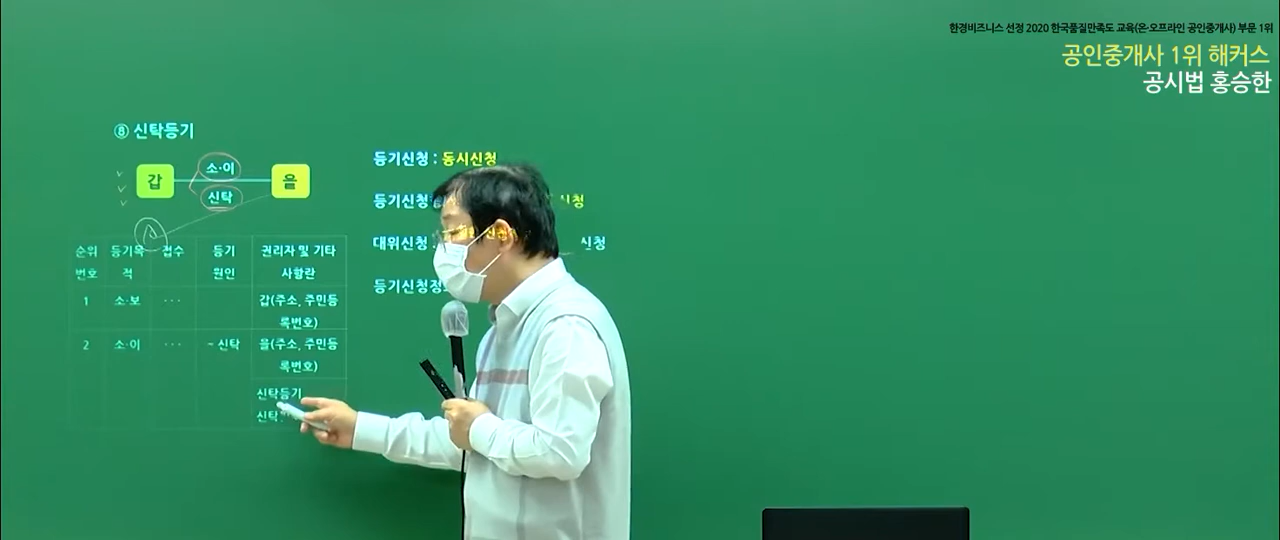 한경비즈니스 선정 2020 한국품질만족도 교육(온·오프라인 공인중개사) 부문 1위
공인중개사 1위 해커스
공시법 홍승한
⑧ 신탁등기
갑 소·이 을
신탁
등기신청 : 동시신청
등기신청 신청
대위신청 : 신청
등기신청정
순위 등기목 접수 등기 권리자 및 기타
번호 적 원인 사항란
1 소·보 ··· 갑(주소, 주민등
록번호)
2 소·이 ··· ~ 신탁 을(주소, 주민등
록번호)
신탁등기
신탁